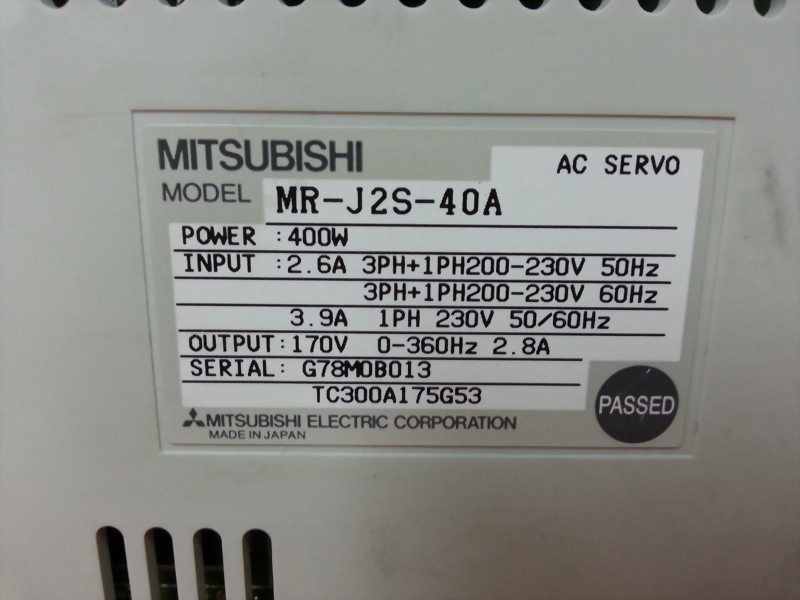 MITSUBISHI
AC SERVO
MODEL MR-J2S-40A
POWER :400W
INPUT :2.6A 3PH+1PH200-230V 50Hz
3PH+1PH200-230V 60Hz
3.9A 1PH 230V 50/60Hz
OUTPUT:170V 0-360Hz 2.8A
SERIAL: G78M0B013
TC300A175G53
PASSED
MITSUBISHI ELECTRIC CORPORATION
MADE IN JAPAN